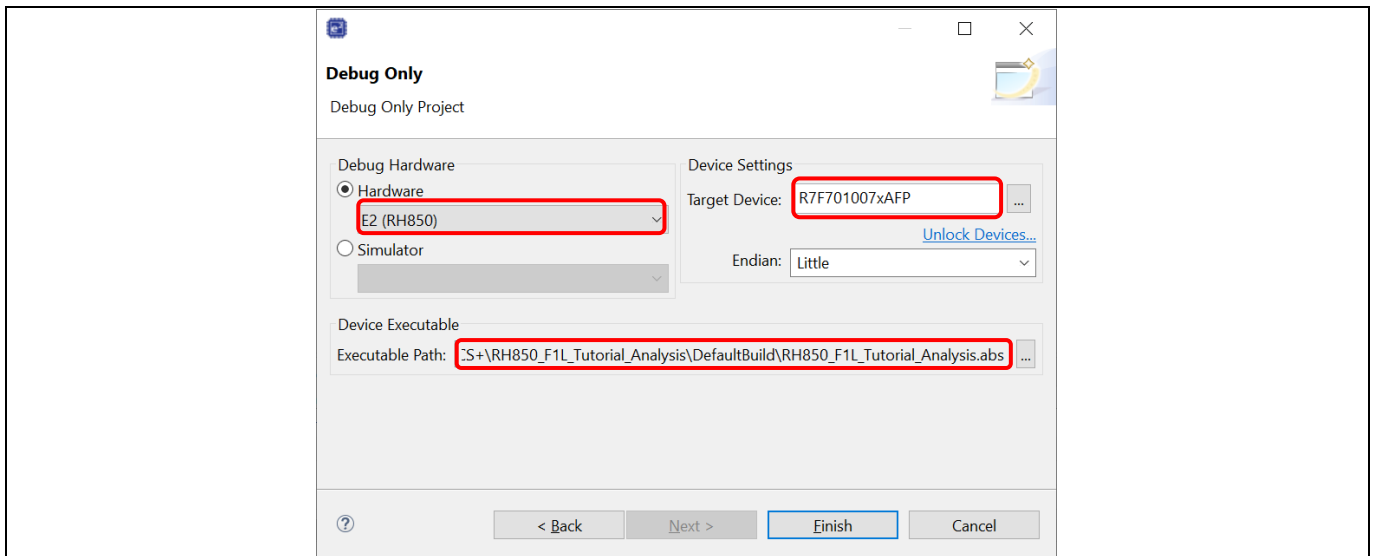 Debug Only
Debug Only Project
Debug Hardware
Hardware
E2 (RH850)
Simulator
Device Settings
Target Device: R7F701007xAFP ...
Unlock Devices...
Endian: Little
Device Executable
Executable Path: CS+\RH850_F1L_Tutorial_Analysis\DefaultBuild\RH850_F1L_Tutorial_Analysis.abs ...
? < Back Next > Finish Cancel